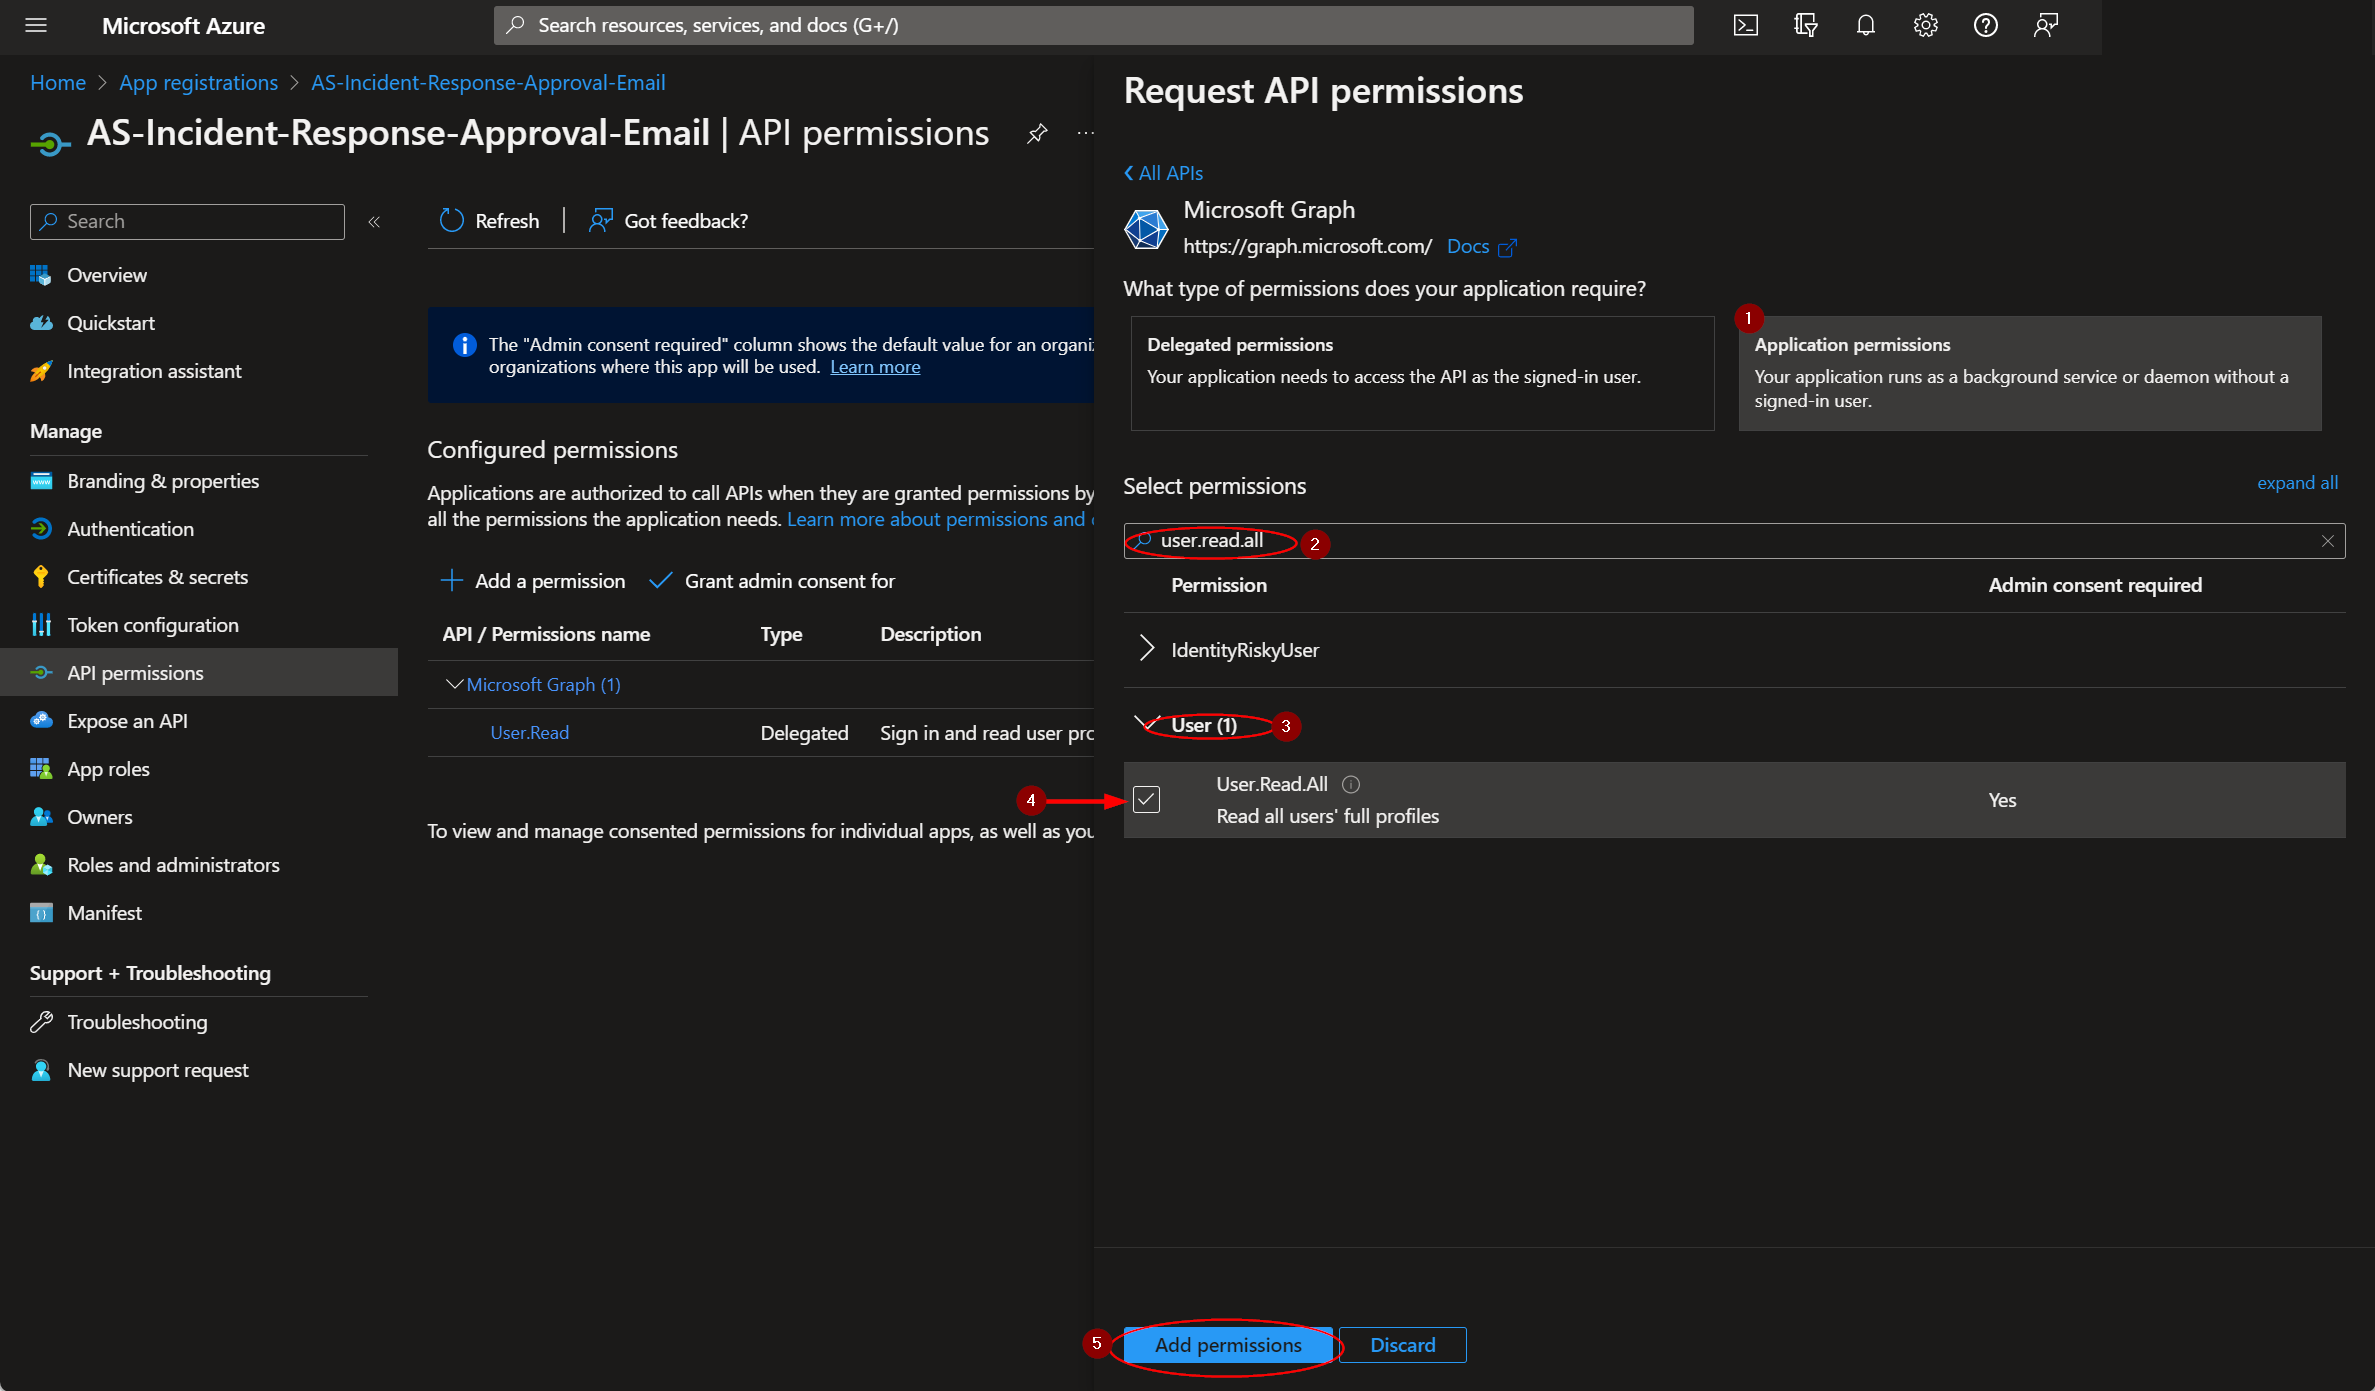 Microsoft Azure
Search resources, services, and docs (G+/)
Home > App registrations > AS-Incident-Response-Approval-Email
AS-Incident-Response-Approval-Email | API permissions
Search
Overview
Quickstart
Integration assistant
Manage
Branding & properties
Authentication
Certificates & secrets
Token configuration
API permissions
Expose an API
App roles
Owners
Roles and administrators
Manifest
Support + Troubleshooting
Troubleshooting
New support request
Refresh
Got feedback?
The "Admin consent required" column shows the default value for an organiz
organizations where this app will be used. Learn more
Configured permissions
Applications are authorized to call APIs when they are granted permissions by
all the permissions the application needs. Learn more about permissions and
Add a permission
Grant admin consent for
API / Permissions name Type Description
Microsoft Graph (1)
User.Read Delegated Sign in and read user pro
To view and manage consented permissions for individual apps, as well as you
Request API permissions
All APIs
Microsoft Graph
https://graph.microsoft.com/ Docs
What type of permissions does your application require?
Delegated permissions
Your application needs to access the API as the signed-in user.
1
Application permissions
Your application runs as a background service or daemon without a
signed-in user.
Select permissions
expand all
user.read.all
2
Permission Admin consent required
IdentityRiskyUser
User (1)
3
4
User.Read.All
Read all users' full profiles
Yes
5
Add permissions
Discard